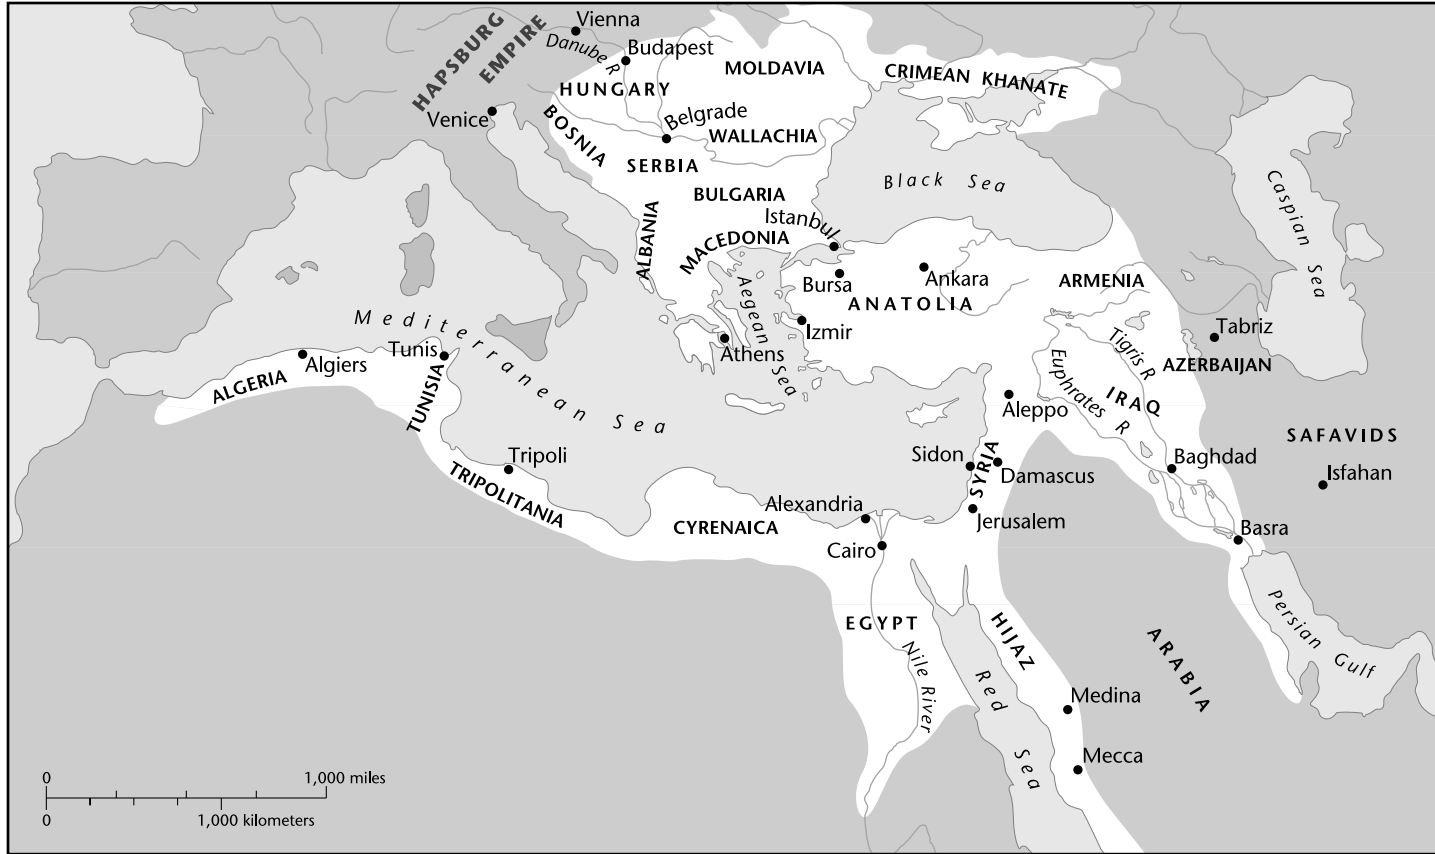 HAPSBURG
EMPIRE
Vienna
Danube R
Budapest
HUNGARY
MOLDAVIA
CRIMEAN KHANATE
Venice
BOSNIA
Belgrade
WALLACHIA
SERBIA
Black Sea
Caspian Sea
BULGARIA
Istanbul
ALBANIA
MACEDONIA
Bursa
Ankara
ANATOLIA
ARMENIA
Aegean Sea
Izmir
Athens
Mediterranean Sea
Tabriz
Tigris R
AZERBAIJAN
Euphrates R
IRAQ
Algiers
ALGERIA
Tunis
TUNISIA
Aleppo
SAFAVIDS
Tripoli
TRIPOLITANIA
Sidon
SYRIA
Damascus
Baghdad
Isfahan
Alexandria
CYRENAICA
Jerusalem
Cairo
Basra
Persian Gulf
EGYPT
Nile River
HIJAZ
ARABIA
Red Sea
Medina
Mecca
0 1,000 miles
0 1,000 kilometers